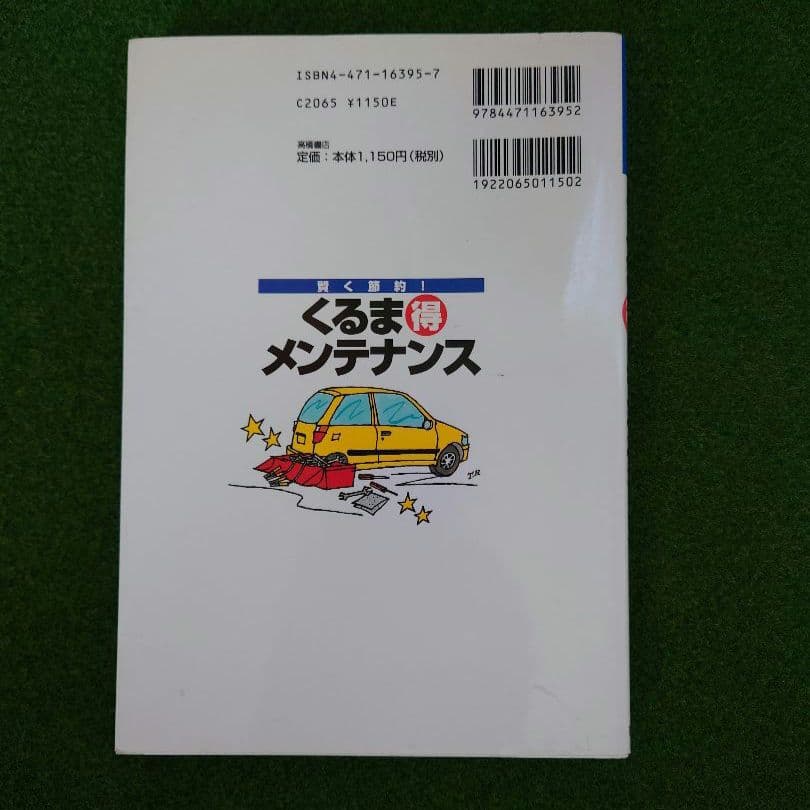 ISBN4-471-16395-7
C2065 ¥1150E
9784471163952
高橋書店
定価：本体1,150円（税別）
1922065011502
賢く節約！
くるま得
メンテナンス